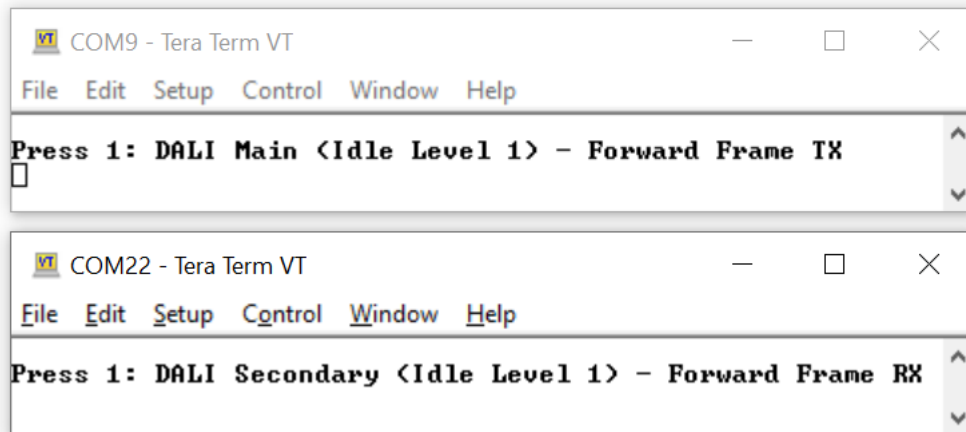 VT COM9 - Tera Term VT
File Edit Setup Control Window Help
Press 1: DALI Main (Idle Level 1) - Forward Frame TX
VT COM22 - Tera Term VT
File Edit Setup Control Window Help
Press 1: DALI Secondary (Idle Level 1) - Forward Frame RX